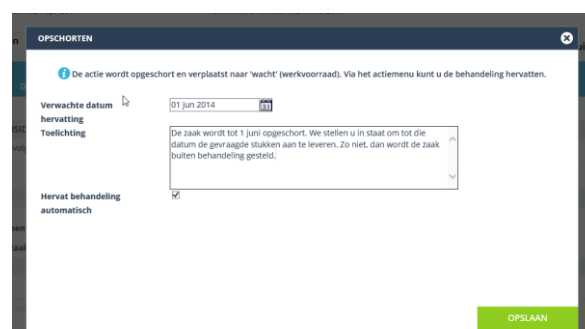 OPSCHORTEN
De actie wordt opgeschort en verplaatst naar 'wacht' (werkvoorraad). Via het actiemenu kunt u de behandeling hervatten.
Verwachte datum
hervatting
01 jun 2014
Toelichting
De zaak wordt tot 1 juni opgeschort. We stellen u in staat om tot die
datum de gevraagde stukken aan te leveren. Zo niet, dan wordt de zaak
buiten behandeling gesteld.
Hervat behandeling
automatisch
OPSLAAN